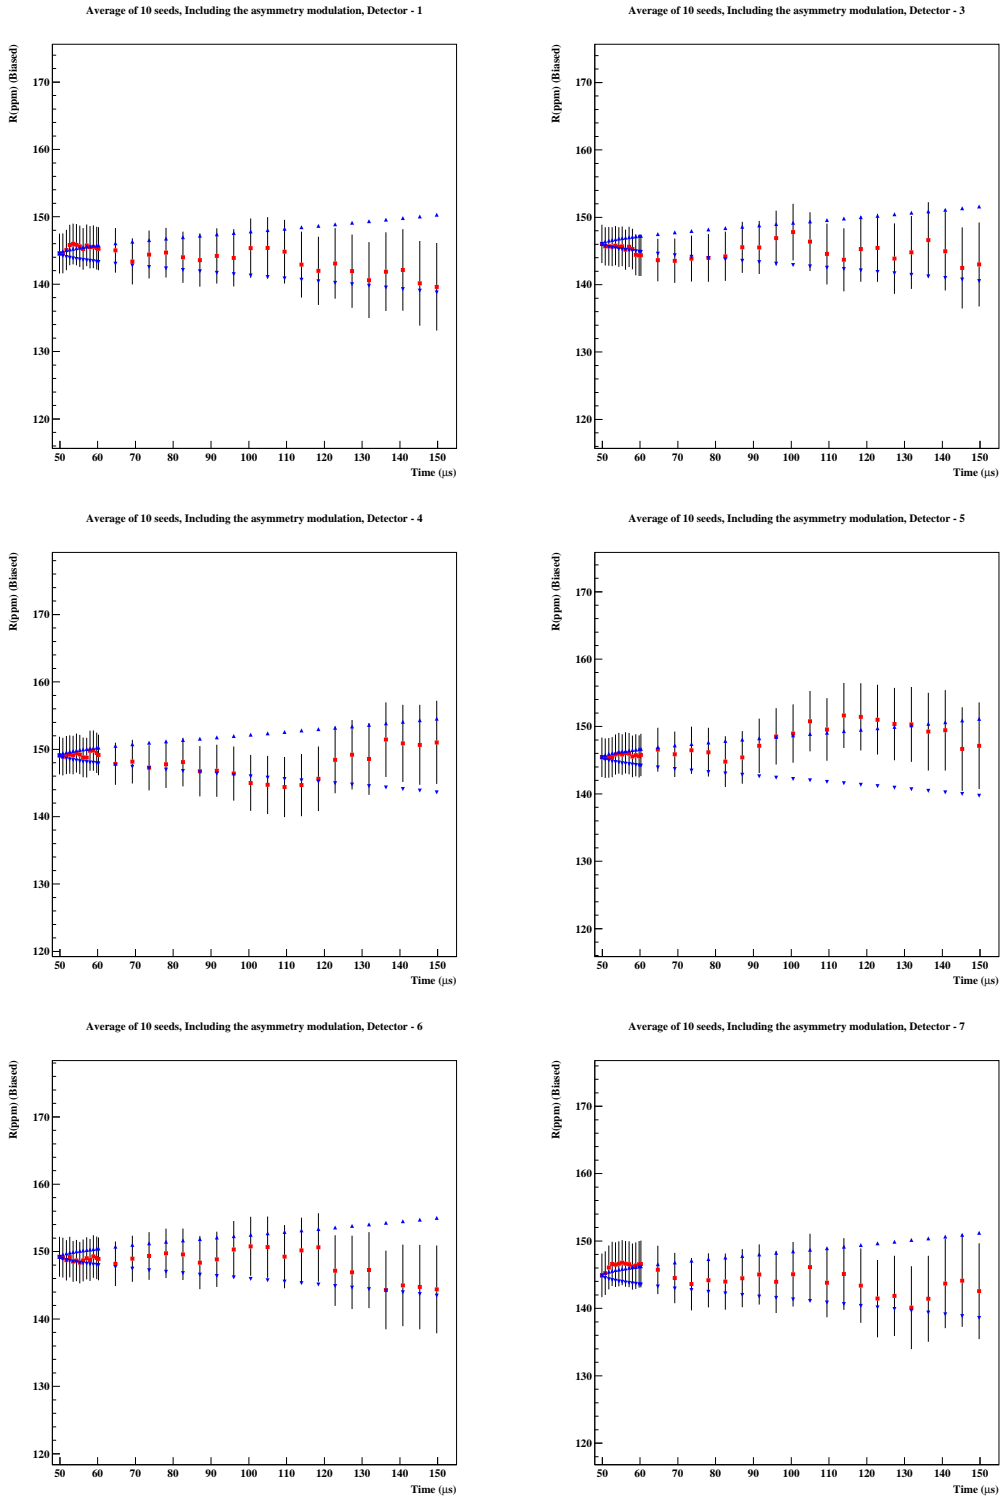 Average of 10 seeds, Including the asymmetry modulation, Detector - 1
R(ppm) (Biased)
170
160
150
140
130
120
50 60 70 80 90 100 110 120 130 140 150
Time (μs)
Average of 10 seeds, Including the asymmetry modulation, Detector - 3
R(ppm) (Biased)
170
160
150
140
130
120
50 60 70 80 90 100 110 120 130 140 150
Time (μs)
Average of 10 seeds, Including the asymmetry modulation, Detector - 4
R(ppm) (Biased)
170
160
150
140
130
120
50 60 70 80 90 100 110 120 130 140 150
Time (μs)
Average of 10 seeds, Including the asymmetry modulation, Detector - 5
R(ppm) (Biased)
170
160
150
140
130
120
50 60 70 80 90 100 110 120 130 140 150
Time (μs)
Average of 10 seeds, Including the asymmetry modulation, Detector - 6
R(ppm) (Biased)
170
160
150
140
130
120
50 60 70 80 90 100 110 120 130 140 150
Time (μs)
Average of 10 seeds, Including the asymmetry modulation, Detector - 7
R(ppm) (Biased)
170
160
150
140
130
120
50 60 70 80 90 100 110 120 130 140 150
Time (μs)